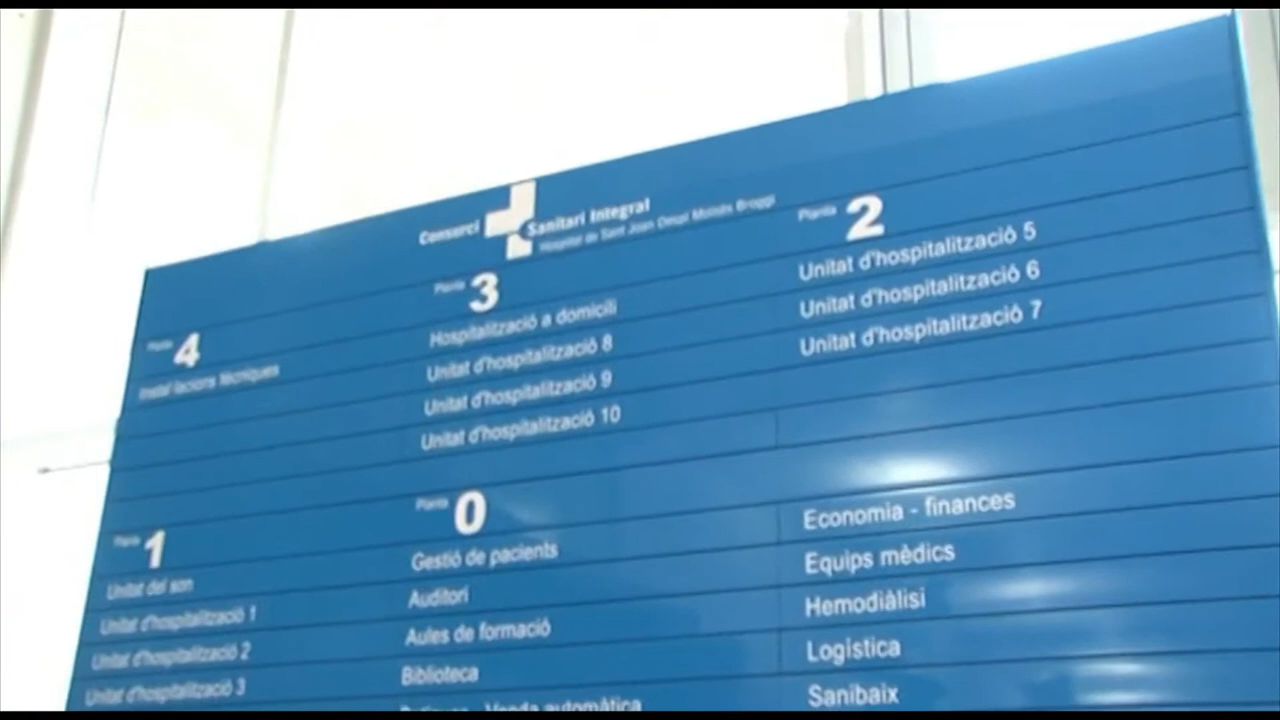 Consorci Sanitari Integral
Hospital de Sant Joan Despí Moisès Broggi
Planta 4
Instal·lacions tècniques
Planta 3
Hospitalització a domicili
Unitat d'hospitalització 8
Unitat d'hospitalització 9
Unitat d'hospitalització 10
Planta 2
Unitat d'hospitalització 5
Unitat d'hospitalització 6
Unitat d'hospitalització 7
Planta 1
Unitat del son
Unitat d'hospitalització 1
Unitat d'hospitalització 2
Unitat d'hospitalització 3
Planta 0
Gestió de pacients
Auditori
Aules de formació
Biblioteca
Venda automàtica
Economia - finances
Equips mèdics
Hemodiàlisi
Logística
Sanibaix